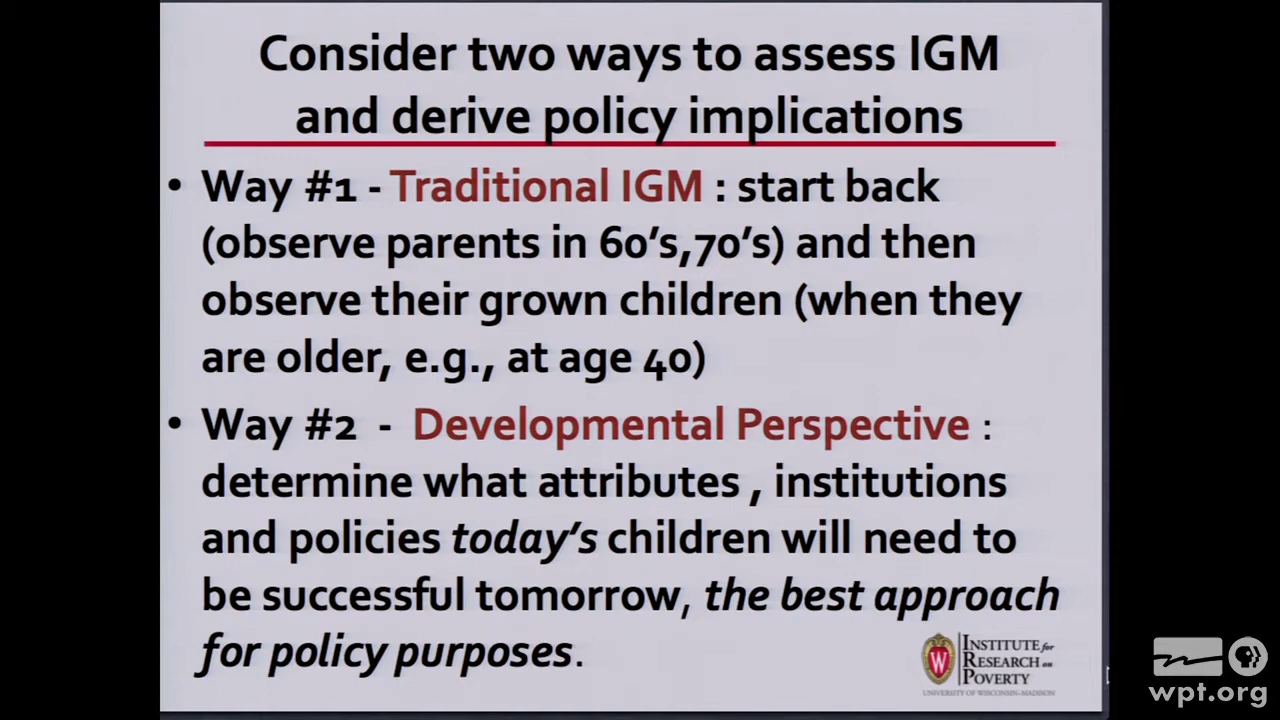 Consider two ways to assess IGM
and derive policy implications
• Way #1 - Traditional IGM : start back
(observe parents in 60's,70's) and then
observe their grown children (when they
are older, e.g., at age 40)
• Way #2 - Developmental Perspective :
determine what attributes , institutions
and policies today's children will need to
be successful tomorrow, the best approach
for policy purposes.
W
INSTITUTE for
RESEARCH on
POVERTY
UNIVERSITY OF WISCONSIN–MADISON
PBS
wpt.org